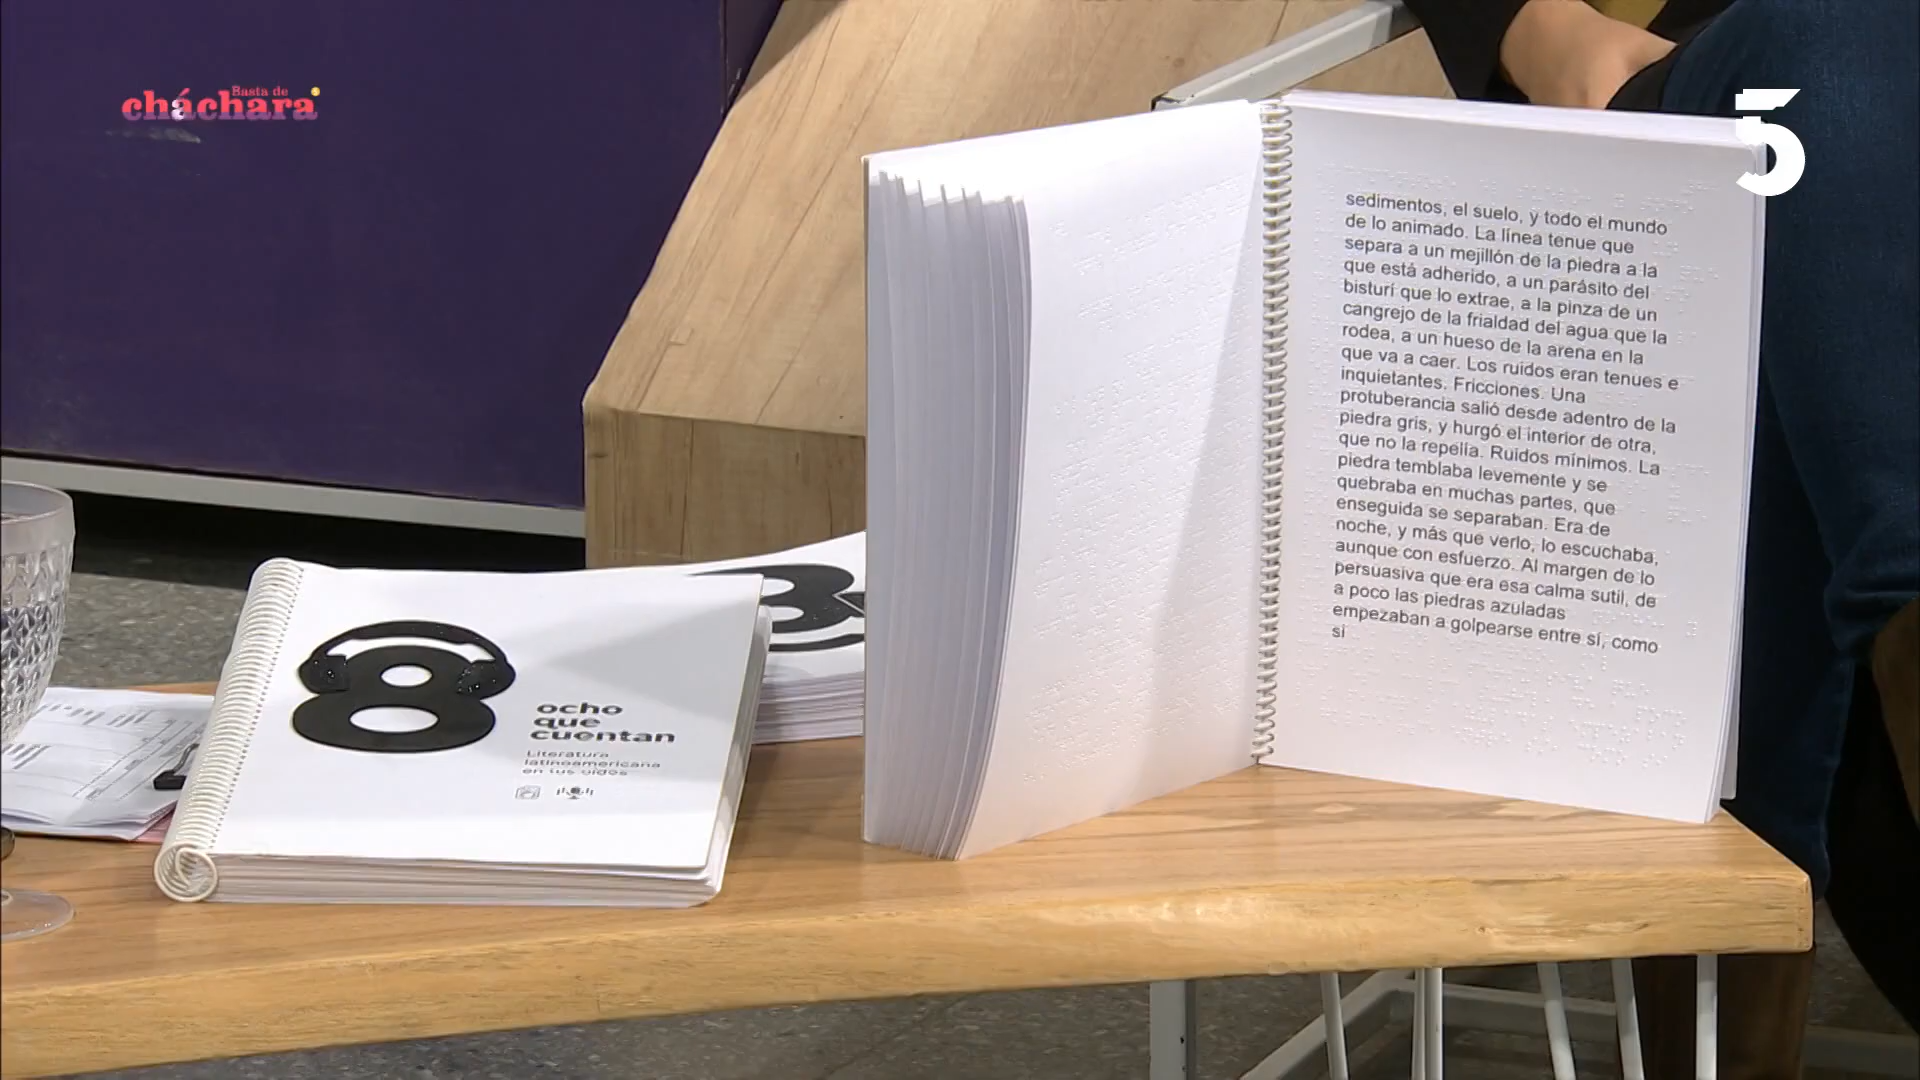 Basta de
cháchara
5
sedimentos, el suelo, y todo el mundo
de lo animado. La línea tenue que
separa a un mejillón de la piedra a la
que está adherido, a un parásito del
bisturí que lo extrae, a la pinza de un
cangrejo de la frialdad del agua que la
rodea, a un hueso de la arena en la
que va a caer. Los ruidos eran tenues e
inquietantes. Fricciones. Una
protuberancia salió desde adentro de la
piedra gris, y hurgó el interior de otra,
que no la repelía. Ruidos mínimos. La
piedra temblaba levemente y se
quebraba en muchas partes, que
enseguida se separaban. Era de
noche, y más que verlo, lo escuchaba,
aunque con esfuerzo. Al margen de lo
persuasiva que era esa calma sutil, de
a poco las piedras azuladas
empezaban a golpearse entre sí, como
si
8
ocho
que
cuentan
Literatura
latinoamericana
en tus oídos
8